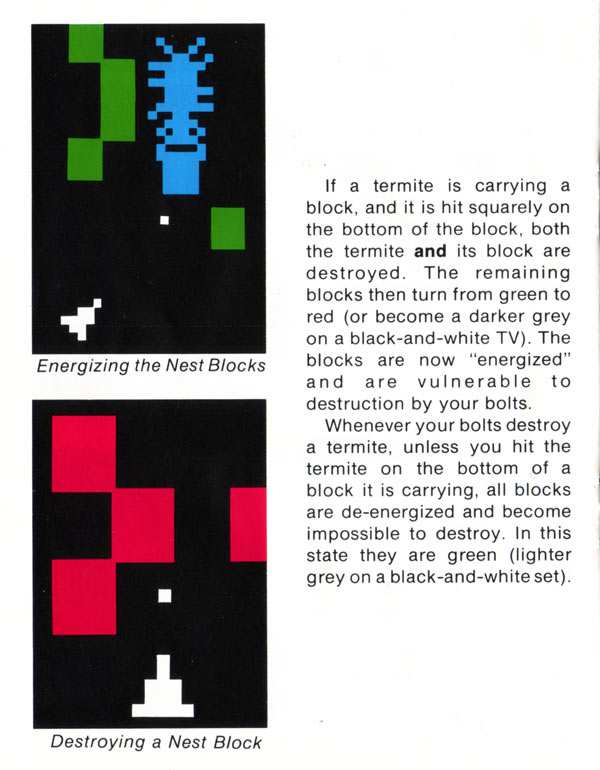 Energizing the Nest Blocks
Destroying a Nest Block
If a termite is carrying a
block, and it is hit squarely on
the bottom of the block, both
the termite and its block are
destroyed. The remaining
blocks then turn from green to
red (or become a darker grey
on a black-and-white TV). The
blocks are now "energized"
and are vulnerable to
destruction by your bolts.
Whenever your bolts destroy
a termite, unless you hit the
termite on the bottom of a
block it is carrying, all blocks
are de-energized and become
impossible to destroy. In this
state they are green (lighter
grey on a black-and-white set).